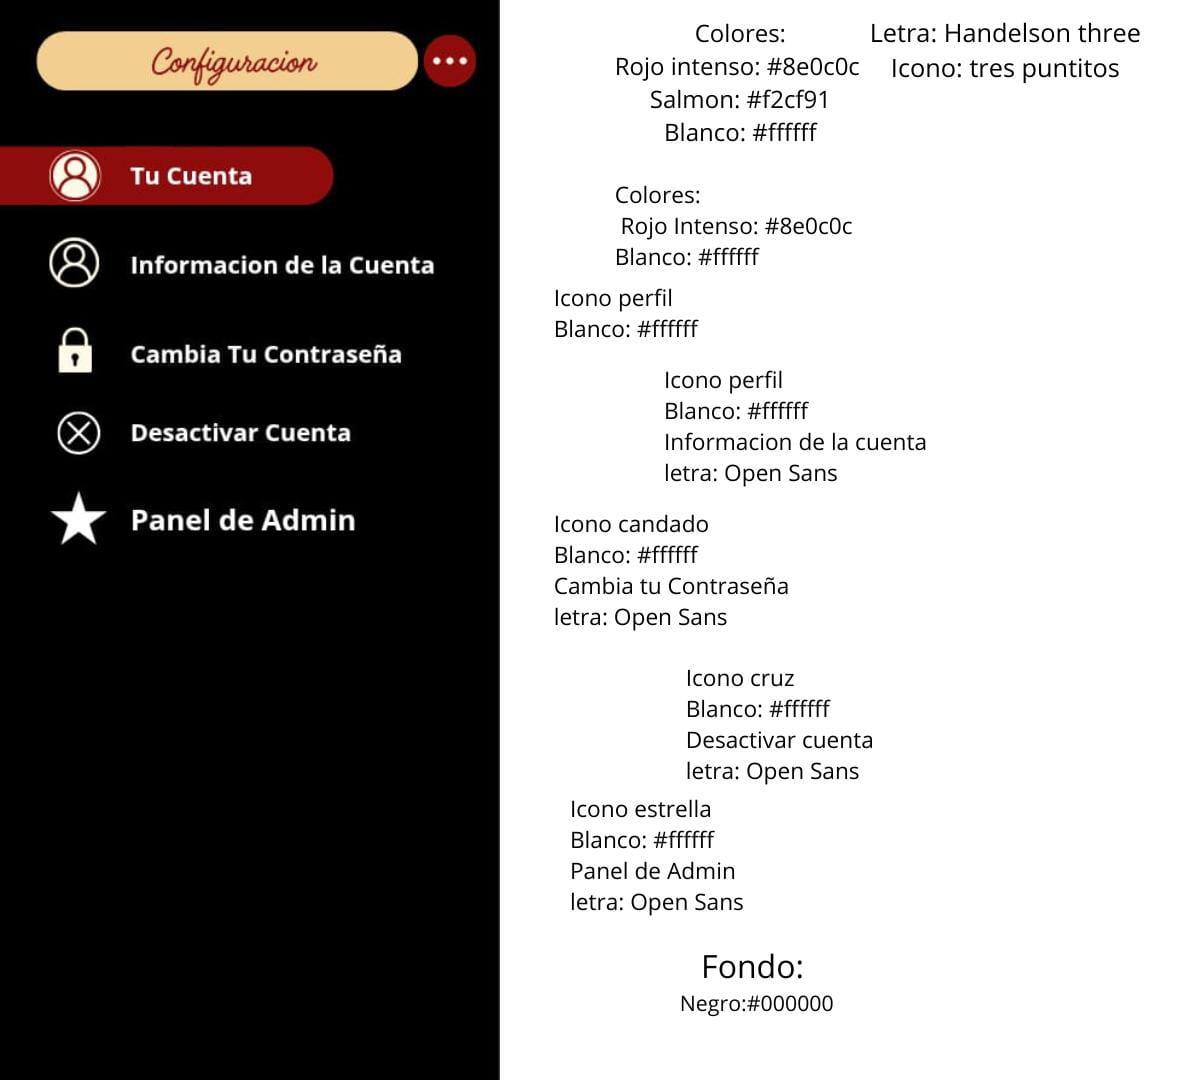 Configuracion
Tu Cuenta
Informacion de la Cuenta
Cambia Tu Contraseña
Desactivar Cuenta
Panel de Admin
Colores:
Rojo intenso: #8e0c0c
Salmon: #f2cf91
Blanco: #ffffff
Letra: Handelson three
Icono: tres puntitos
Colores:
Rojo Intenso: #8e0c0c
Blanco: #ffffff
Icono perfil
Blanco: #ffffff
Icono perfil
Blanco: #ffffff
Informacion de la cuenta
letra: Open Sans
Icono candado
Blanco: #ffffff
Cambia tu Contraseña
letra: Open Sans
Icono cruz
Blanco: #ffffff
Desactivar cuenta
letra: Open Sans
Icono estrella
Blanco: #ffffff
Panel de Admin
letra: Open Sans
Fondo:
Negro:#000000